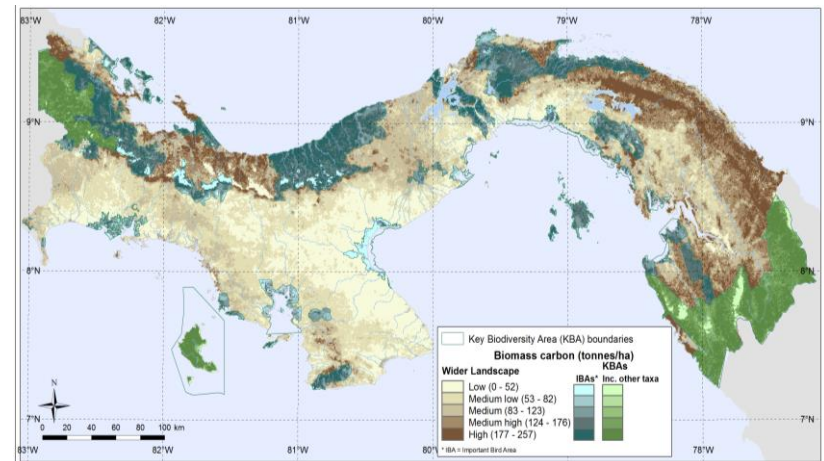 83°W 82°W 81°W 80°W 79°W 78°W
9°N 9°N
8°N 8°N
7°N 7°N
Key Biodiversity Area (KBA) boundaries
Biomass carbon (tonnes/ha)
KBAs
Wider Landscape IBAs* Inc. other taxa
Low (0 - 52)
Medium low (53 - 82)
Medium (83 - 123)
Medium high (124 - 176)
High (177 - 257)
* IBA = Important Bird Area
N
0 20 40 60 80 100 km
83°W 82°W 81°W 80° 79°W 78°W